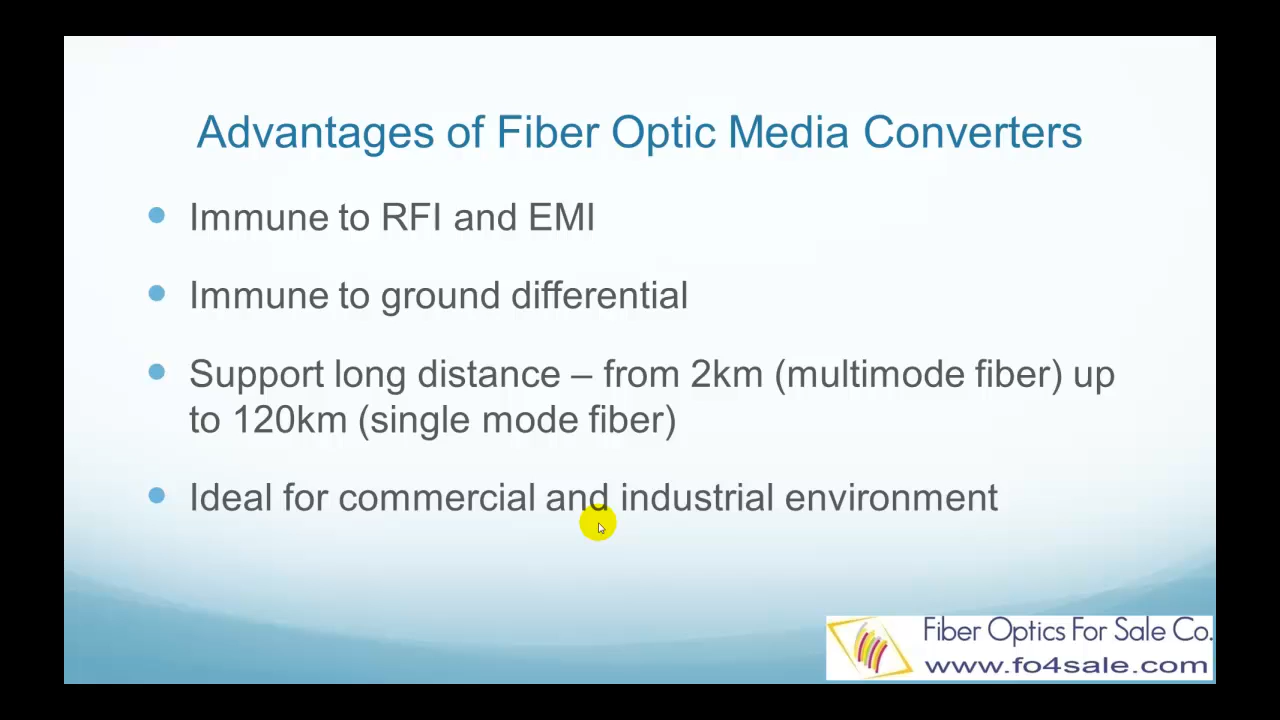 Advantages of Fiber Optic Media Converters
Immune to RFI and EMI
Immune to ground differential
Support long distance – from 2km (multimode fiber) up
to 120km (single mode fiber)
Ideal for commercial and industrial environment
Fiber Optics For Sale Co.
www.fo4sale.com